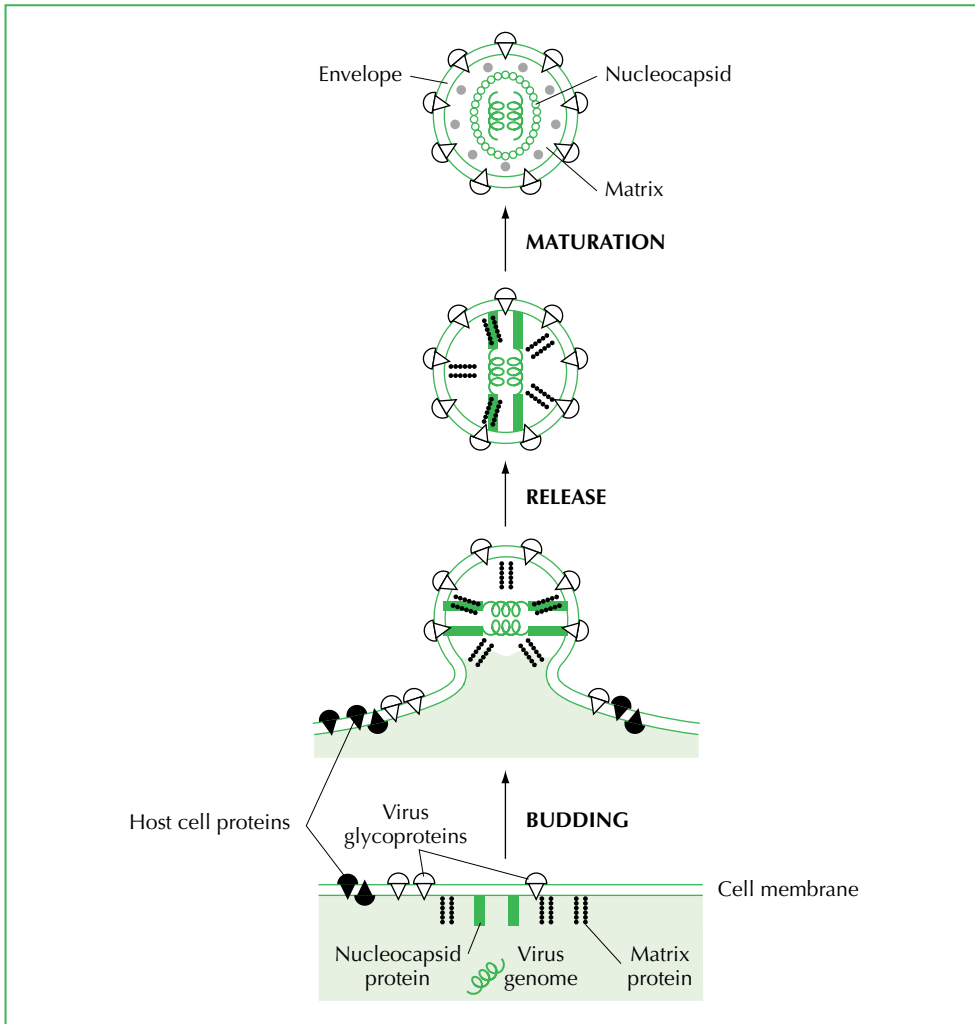 Envelope
Nucleocapsid
Matrix
MATURATION
RELEASE
Host cell proteins
Virus
glycoproteins
BUDDING
Cell membrane
Nucleocapsid
protein
Virus
genome
Matrix
protein